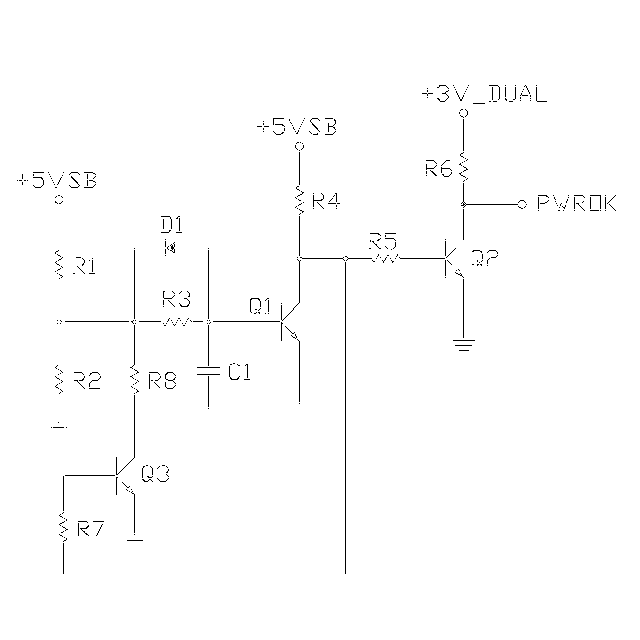 +3V_DUAL
+5VSB
R6
+5VSB
R4
PWROK
D1
R5
Q2
R1
R3
Q1
R2
R8
C1
Q3
R7